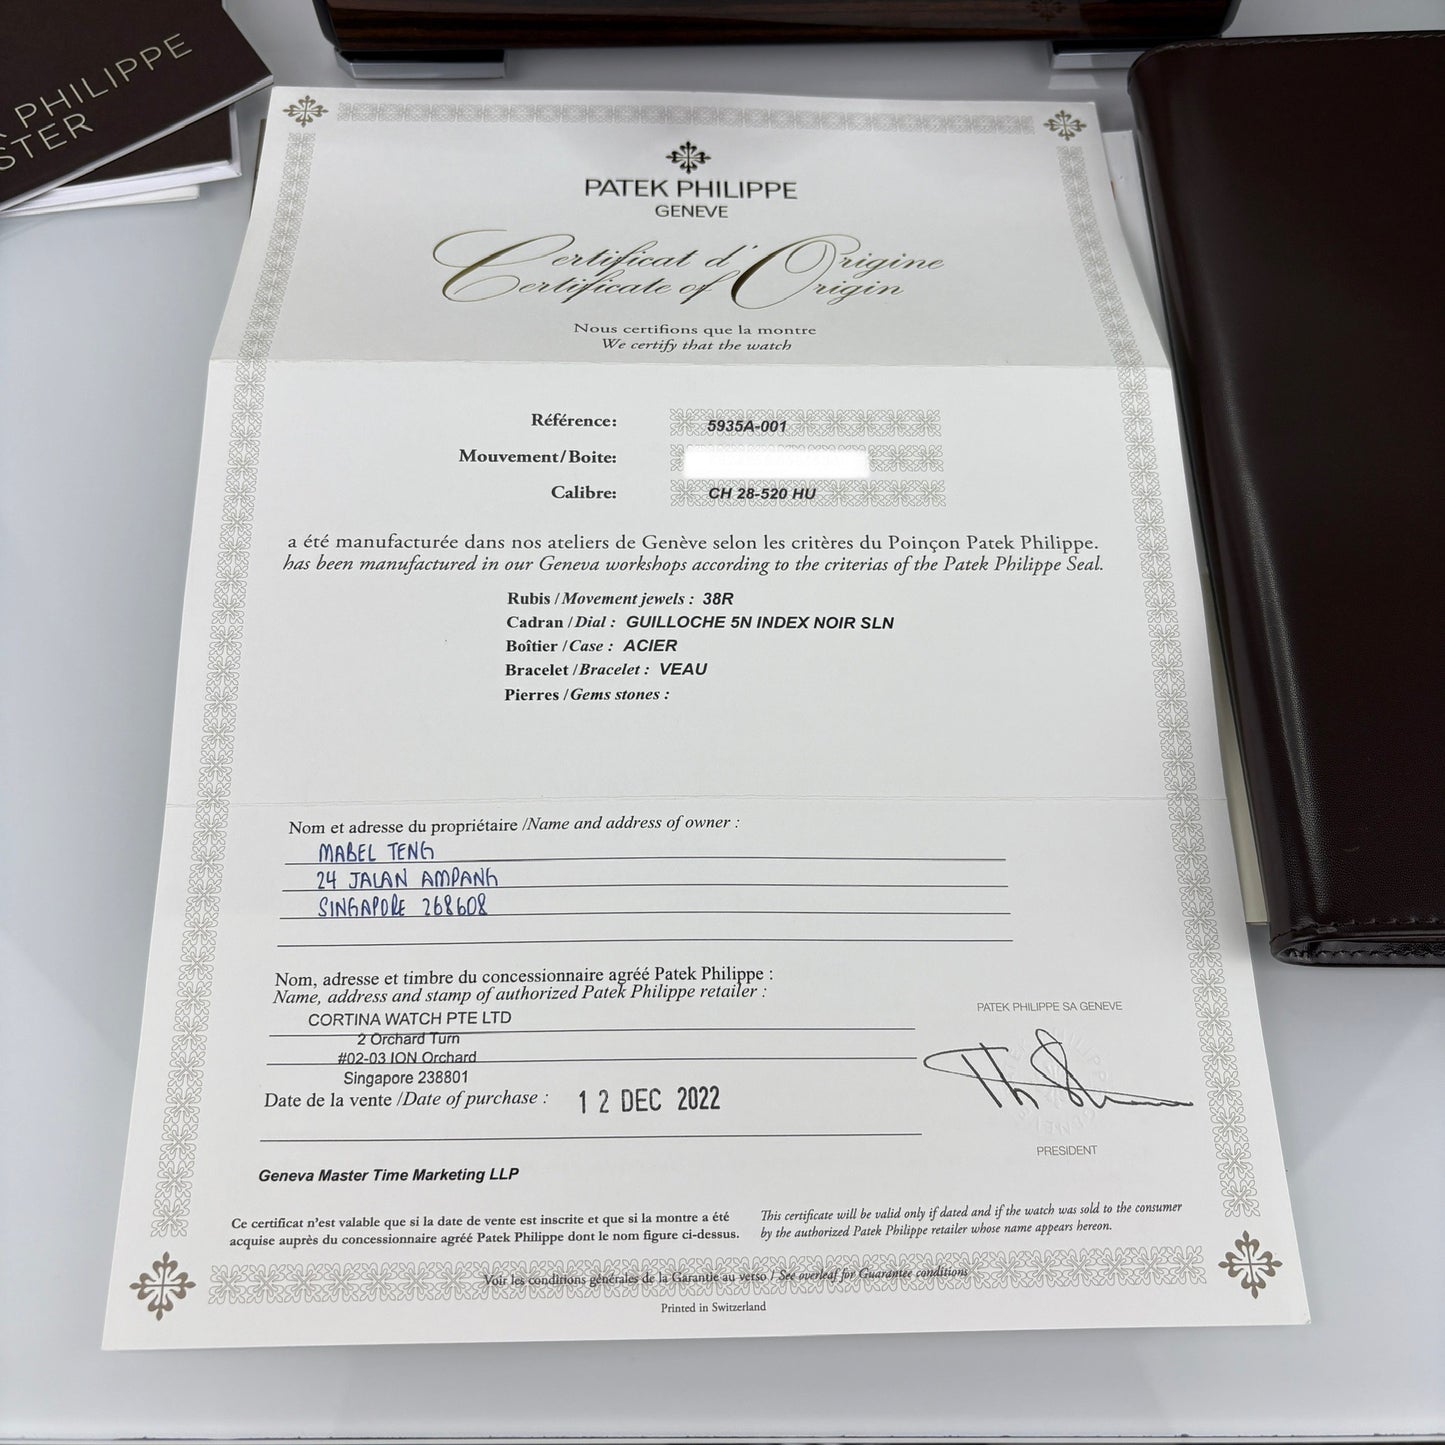 PHILIPPE
STER
PATEK PHILIPPE
GENEVE
Certificat d'Origine
Certificate of Origin
Nous certifions que la montre
We certify that the watch
Référence: 5935A-001
Mouvement/Boite:
Calibre: CH 28-520 HU
a été manufacturée dans nos ateliers de Genève selon les critères du Poinçon Patek Philippe.
has been manufactured in our Geneva workshops according to the criterias of the Patek Philippe Seal.
Rubis /Movement jewels : 38R
Cadran /Dial : GUILLOCHE 5N INDEX NOIR SLN
Boîtier /Case : ACIER
Bracelet /Bracelet : VEAU
Pierres /Gems stones :
Nom et adresse du propriétaire /Name and address of owner :
MABEL TENG
24 JALAN AMPANG
SINGAPORE 268608
Nom, adresse et timbre du concessionnaire agréé Patek Philippe :
Name, address and stamp of authorized Patek Philippe retailer :
CORTINA WATCH PTE LTD
2 Orchard Turn
#02-03 ION Orchard
Singapore 238801
Date de la vente /Date of purchase : 12 DEC 2022
PATEK PHILIPPE SA GENEVE
PRESIDENT
Geneva Master Time Marketing LLP
Ce certificat n'est valable que si la date de vente est inscrite et que si la montre a été
acquise auprès du concessionnaire agréé Patek Philippe dont le nom figure ci-dessus.
This certificate will be valid only if dated and if the watch was sold to the consumer
by the authorized Patek Philippe retailer whose name appears hereon.
Voir les conditions générales de la Garantie au verso / See overleaf for Guarantee conditions
Printed in Switzerland